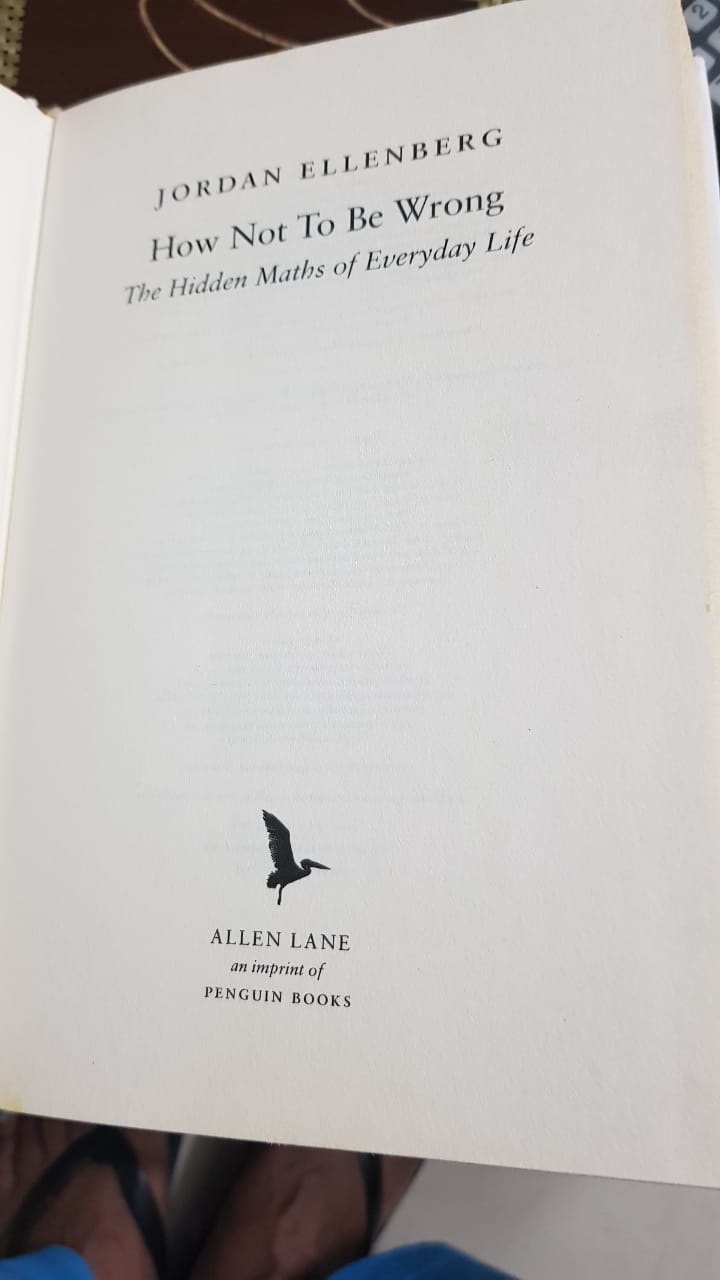 JORDAN ELLENBERG
How Not To Be Wrong
The Hidden Maths of Everyday Life
ALLEN LANE
an imprint of
PENGUIN BOOKS
2